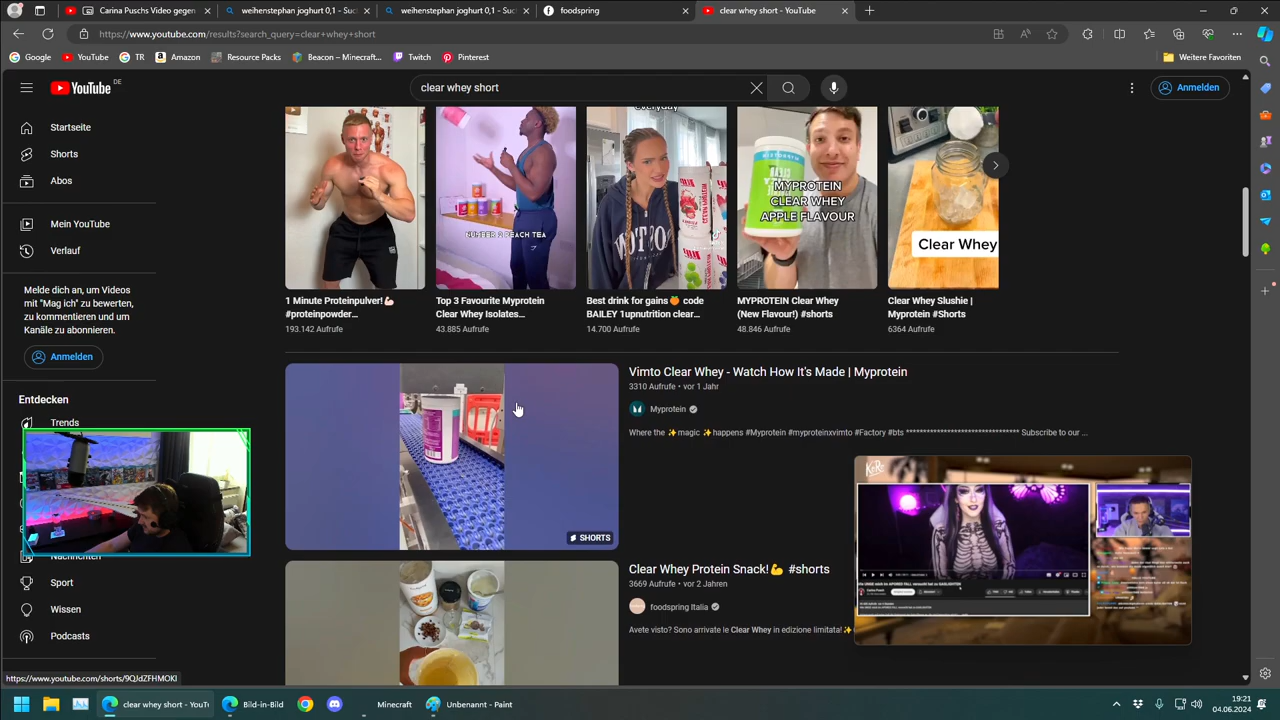 Carina Puschs Video gegen
weihenstephan joghurt 0,1 - Suc
weihenstephan joghurt 0,1 - Suc
foodspring
clear whey short - YouTube
https://www.youtube.com/results?search_query=clear+whey+short
Google
YouTube
TR
Amazon
Resource Packs
Beacon – Minecraft...
Twitch
Pinterest
Weitere Favoriten
YouTube DE
clear whey short
Anmelden
Startseite
Shorts
Abos
Mein YouTube
Verlauf
Melde dich an, um Videos
mit "Mag ich" zu bewerten,
zu kommentieren und um
Kanäle zu abonnieren.
Anmelden
Entdecken
Trends
Nachrichten
Sport
Wissen
Podcasts
everyday
NUMBER 2 PEACH TEA
MYPROTEIN
CLEAR WHEY
APPLE FLAVOUR
Clear Whey
1 Minute Proteinpulver!💪🏻
#proteinpowder...
193.142 Aufrufe
Top 3 Favourite Myprotein
Clear Whey Isolates...
43.885 Aufrufe
Best drink for gains🍊 code
BAILEY 1upnutrition clear...
14.700 Aufrufe
MYPROTEIN Clear Whey
(New Flavour!) #shorts
48.846 Aufrufe
Clear Whey Slushie |
Myprotein #Shorts
6364 Aufrufe
SHORTS
Vimto Clear Whey - Watch How It's Made | Myprotein
3310 Aufrufe • vor 1 Jahr
Myprotein
Where the ✨magic ✨happens #Myprotein #myproteinxvimto #Factory #bts ******************************** Subscribe to our ...
Clear Whey Protein Snack!💪 #shorts
3669 Aufrufe • vor 2 Jahren
foodspring Italia
Avete visto? Sono arrivate le Clear Whey in edizione limitata!✨
KeRe
https://www.youtube.com/shorts/9QJdZFHMOKI
clear whey short - YouTu
Bild-in-Bild
Minecraft
Unbenannt - Paint
19:21
04.06.2024